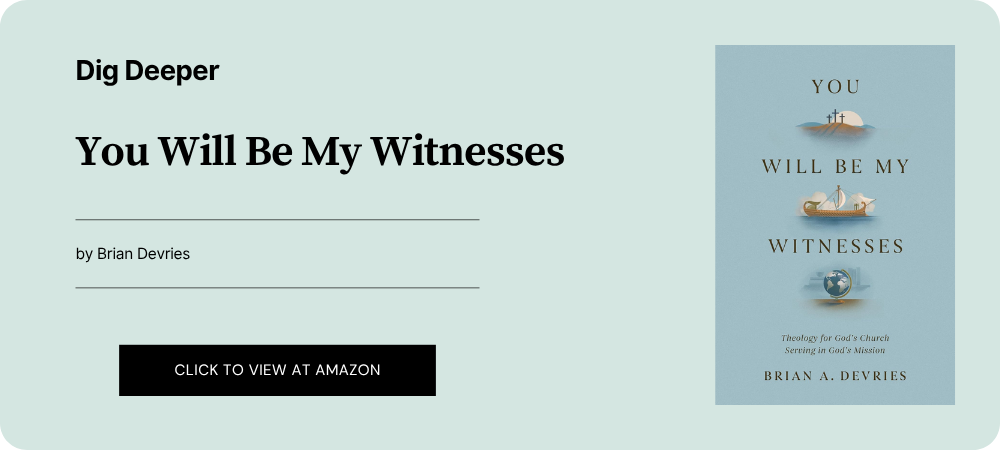 Dig Deeper
You Will Be My Witnesses
by Brian Devries
CLICK TO VIEW AT AMAZON
YOU
WILL BE MY
WITNESSES
Theology for God's Church
Serving in God's Mission
BRIAN A. DEVRIES